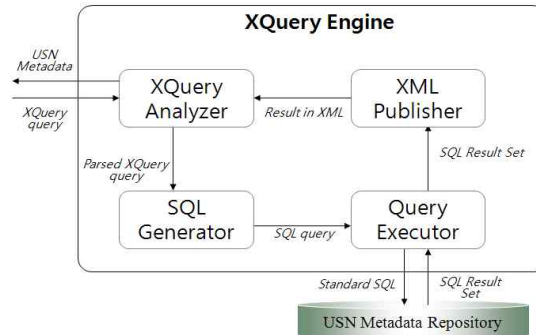 XQuery Engine
USN
Metadata
XQuery
query
XQuery
Analyzer
Result in XML
XML
Publisher
Parsed XQuery
query
SQL Result Set
SQL
Generator
SQL query
Query
Executor
Standard SQL
SQL Result
Set
USN Metadata Repository